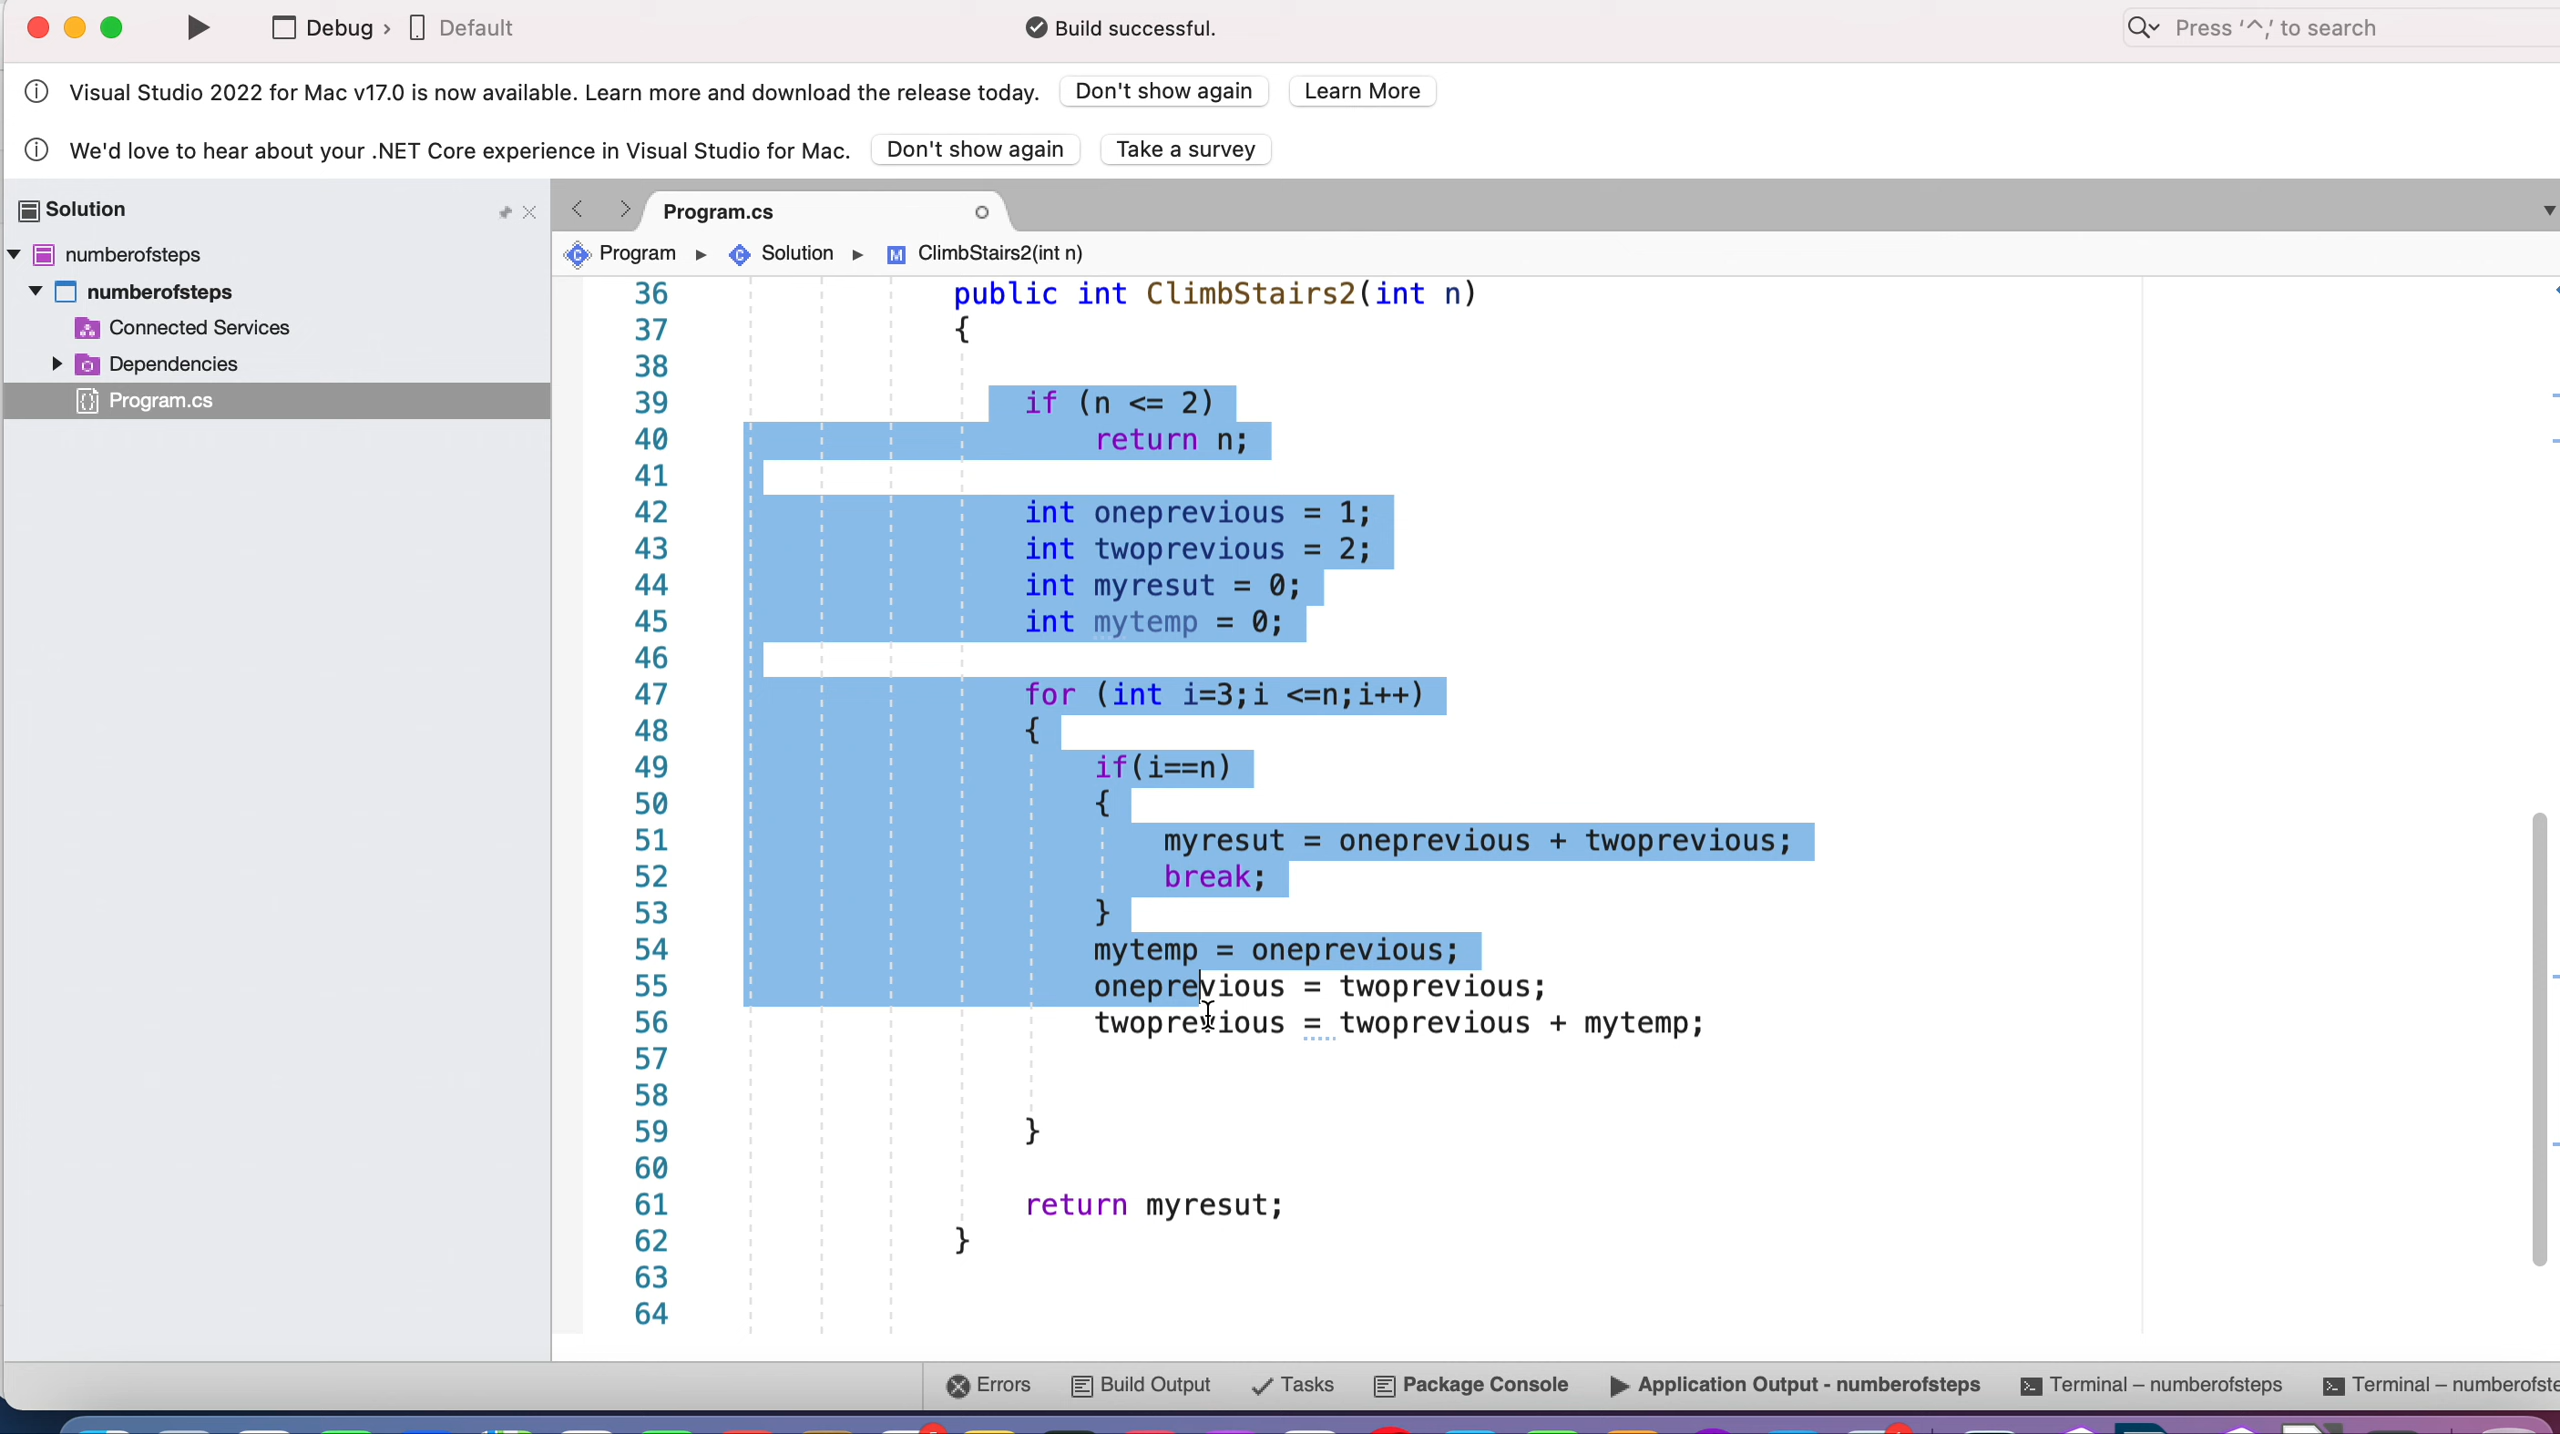 Debug › Default
Build successful.
Press '^,' to search
Visual Studio 2022 for Mac v17.0 is now available. Learn more and download the release today. Don't show again Learn More
We'd love to hear about your .NET Core experience in Visual Studio for Mac. Don't show again Take a survey
Solution
numberofsteps
numberofsteps
Connected Services
Dependencies
Program.cs
Program.cs
Program ▸ Solution ▸ M ClimbStairs2(int n)
36 public int ClimbStairs2(int n)
37 {
38
39 if (n <= 2)
40 return n;
41
42 int oneprevious = 1;
43 int twoprevious = 2;
44 int myresut = 0;
45 int mytemp = 0;
46
47 for (int i=3;i <=n;i++)
48 {
49 if(i==n)
50 {
51 myresut = oneprevious + twoprevious;
52 break;
53 }
54 mytemp = oneprevious;
55 oneprevious = twoprevious;
56 twoprevious = twoprevious + mytemp;
57
58
59 }
60
61 return myresut;
62 }
63
64
Errors Build Output Tasks Package Console Application Output - numberofsteps Terminal – numberofsteps Terminal – numberofste